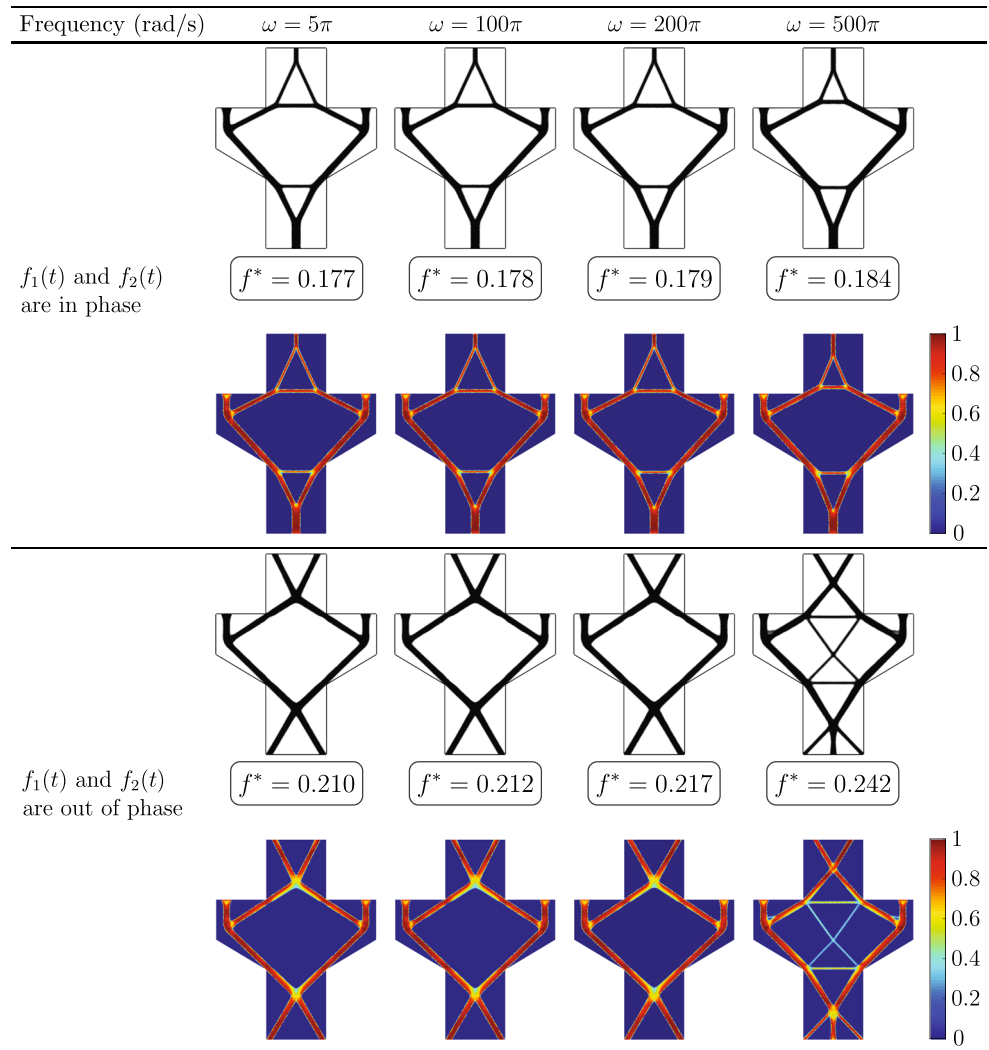 Frequency (rad/s) ω = 5π ω = 100π ω = 200π ω = 500π
f₁(t) and f₂(t)
are in phase
f* = 0.177 f* = 0.178 f* = 0.179 f* = 0.184
1
0.8
0.6
0.4
0.2
0
f₁(t) and f₂(t)
are out of phase
f* = 0.210 f* = 0.212 f* = 0.217 f* = 0.242
1
0.8
0.6
0.4
0.2
0